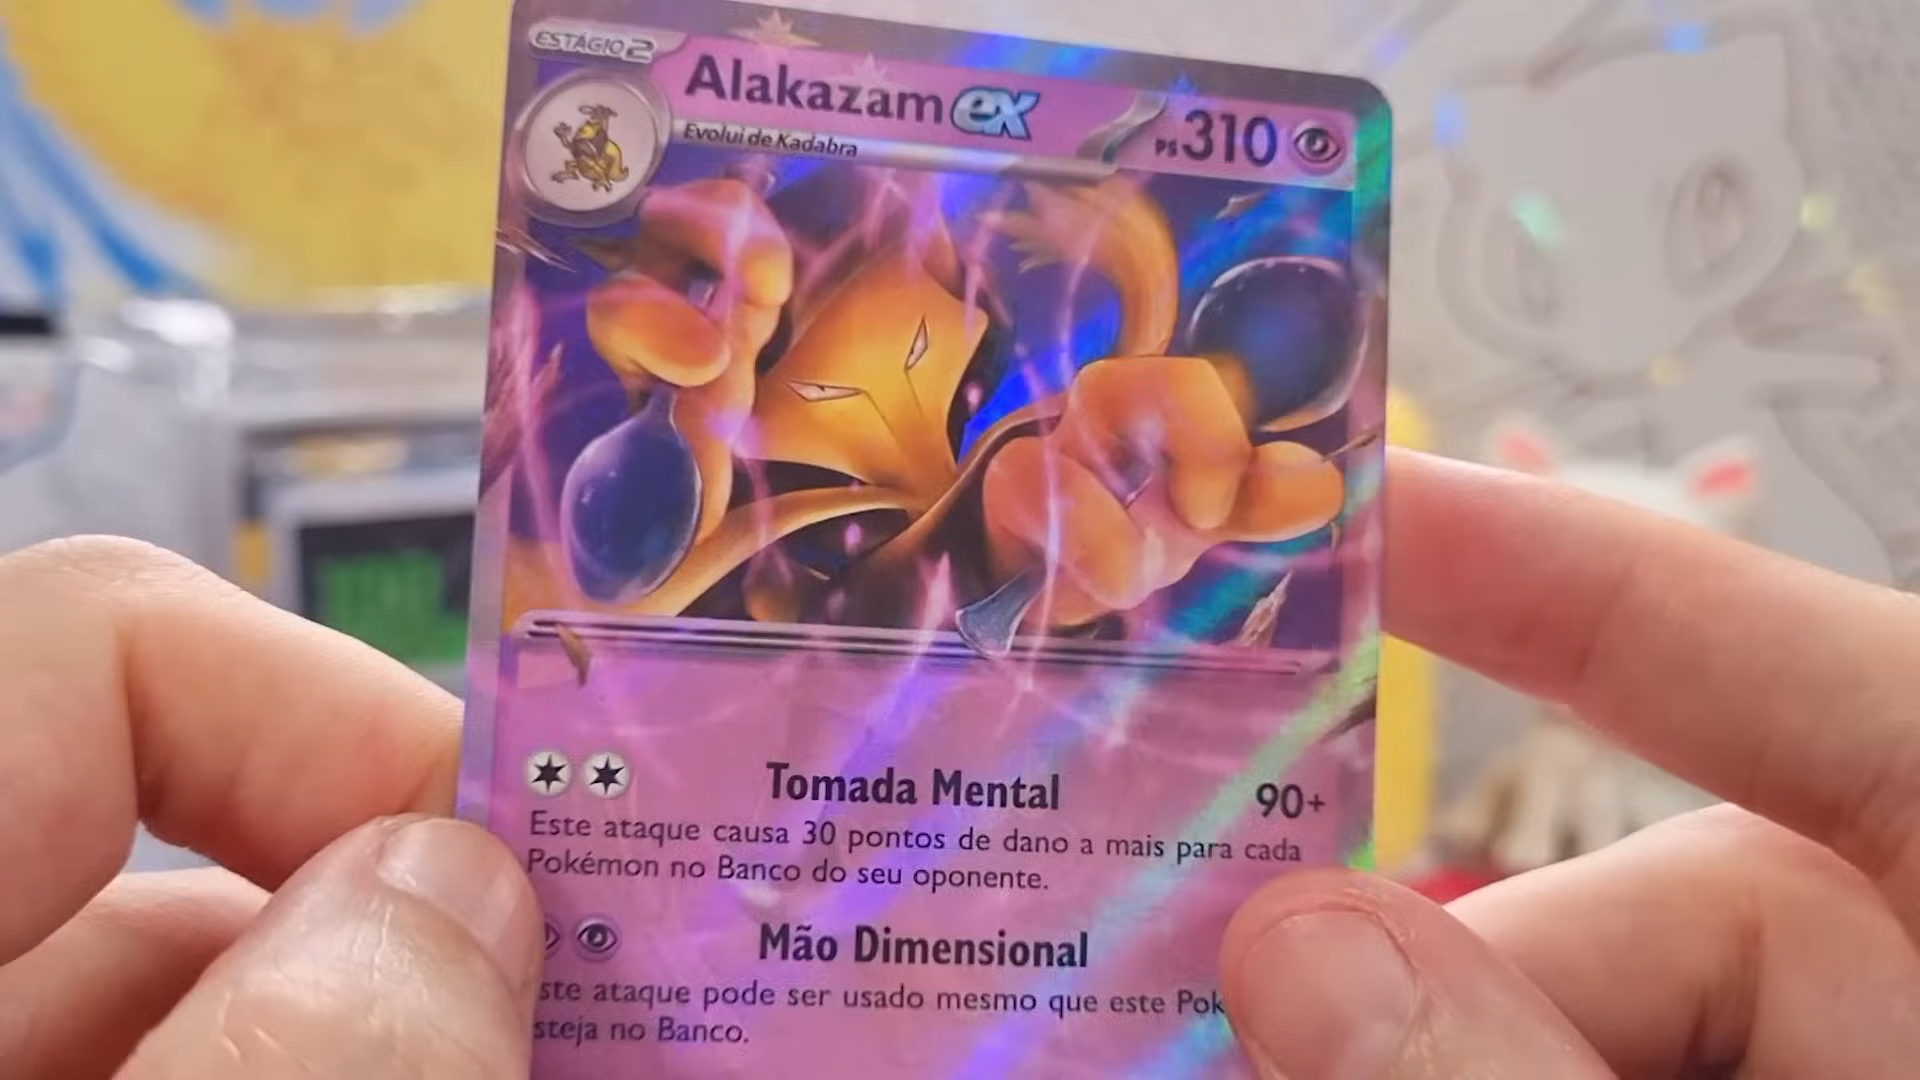 ESTÁGIO 2
Alakazam ex
PS 310
Evolui de Kadabra
Tomada Mental 90+
Este ataque causa 30 pontos de dano a mais para cada
Pokémon no Banco do seu oponente.
Mão Dimensional
ste ataque pode ser usado mesmo que este Pok
steja no Banco.